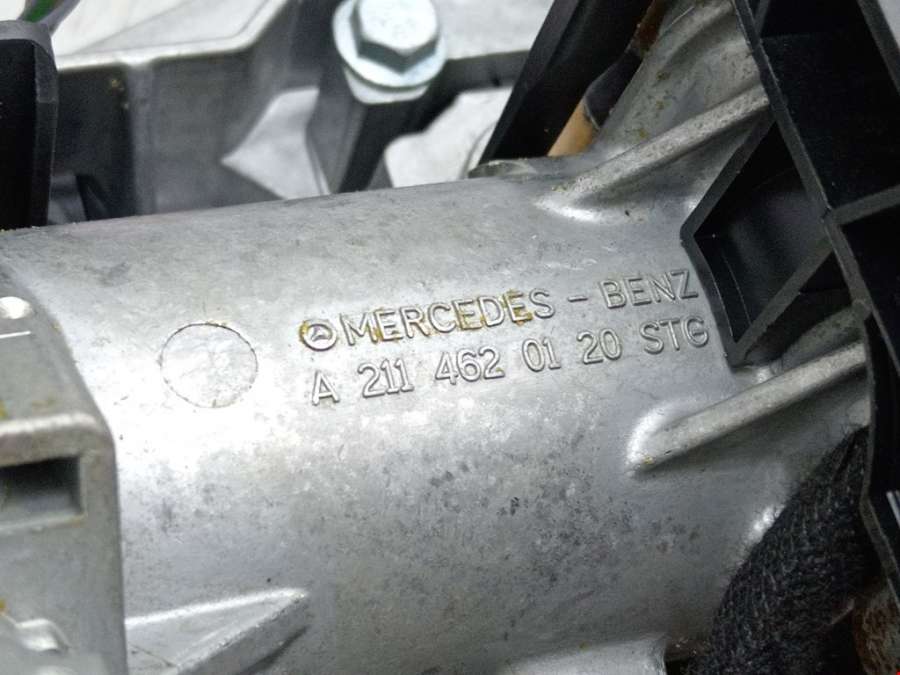 MERCEDES - BENZ
A 211 462 01 20 STG